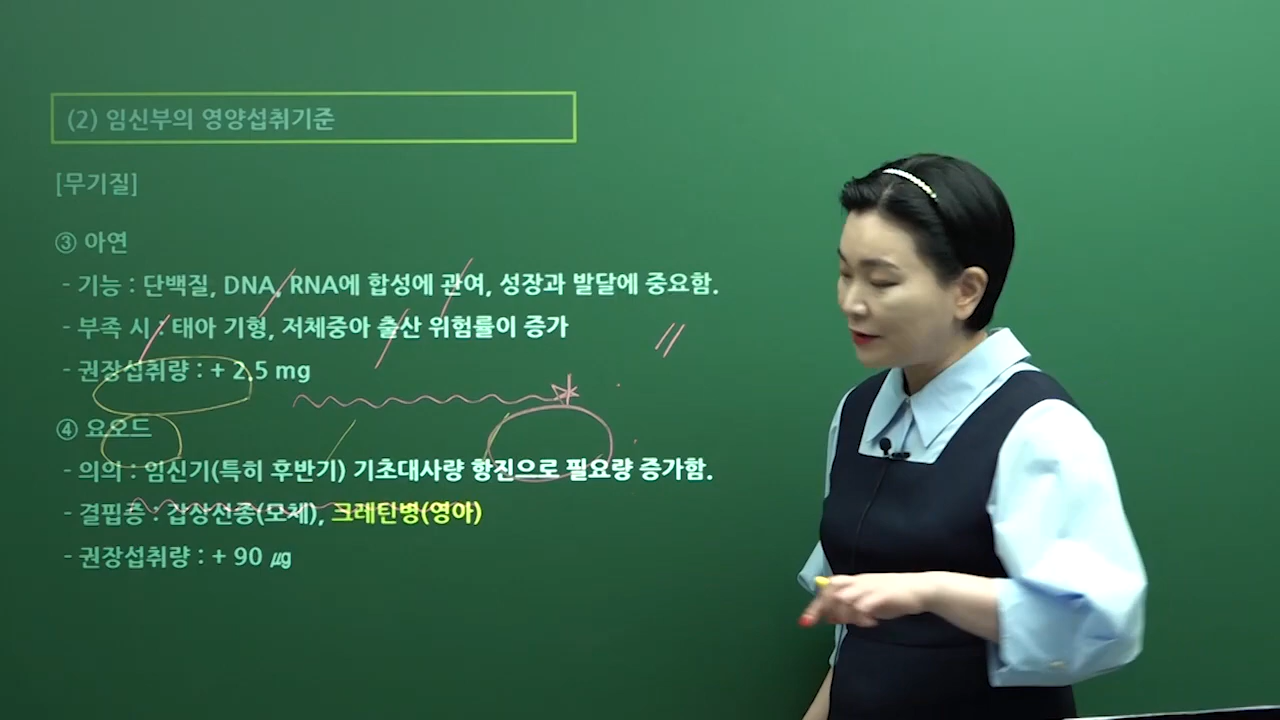 (2) 임신부의 영양섭취기준
[무기질]
③ 아연
- 기능 : 단백질, DNA, RNA에 합성에 관여, 성장과 발달에 중요함.
- 부족 시 : 태아 기형, 저체중아 출산 위험률이 증가
- 권장섭취량 : + 2.5 mg
④ 요오드
- 의의 : 임신기(특히 후반기) 기초대사량 항진으로 필요량 증가함.
- 결핍증 : 갑상선종(모체), 크레틴병(영아)
- 권장섭취량 : + 90 ㎍